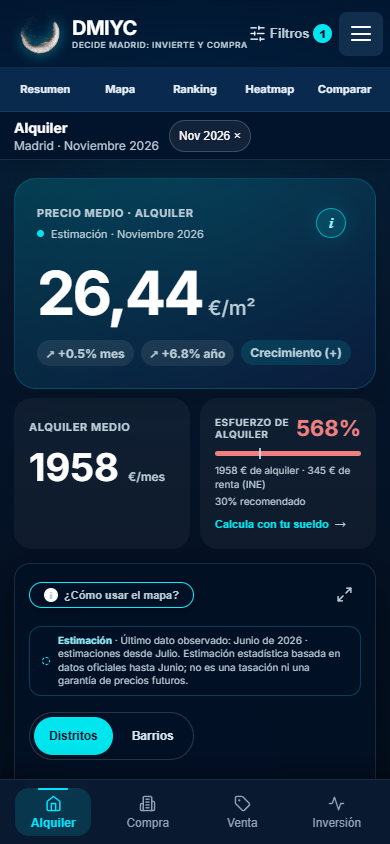 DMIYC
DECIDE MADRID: INVIERTE Y COMPRA
Filtros 1
Resumen Mapa Ranking Heatmap Comparar
Alquiler
Madrid · Noviembre 2026
Nov 2026 ×
PRECIO MEDIO · ALQUILER
Estimación · Noviembre 2026
i
26,44 €/m²
↗ +0.5% mes ↗ +6.8% año Crecimiento (+)
ALQUILER MEDIO
1958 €/mes
ESFUERZO DE
ALQUILER
568%
1958 € de alquiler · 345 € de
renta (INE)
30% recomendado
Calcula con tu sueldo →
i ¿Cómo usar el mapa?
Estimación · Último dato observado: Junio de 2026 ·
estimaciones desde Julio. Estimación estadística basada en
datos oficiales hasta Junio; no es una tasación ni una
garantía de precios futuros.
Distritos Barrios
Alquiler Compra Venta Inversión